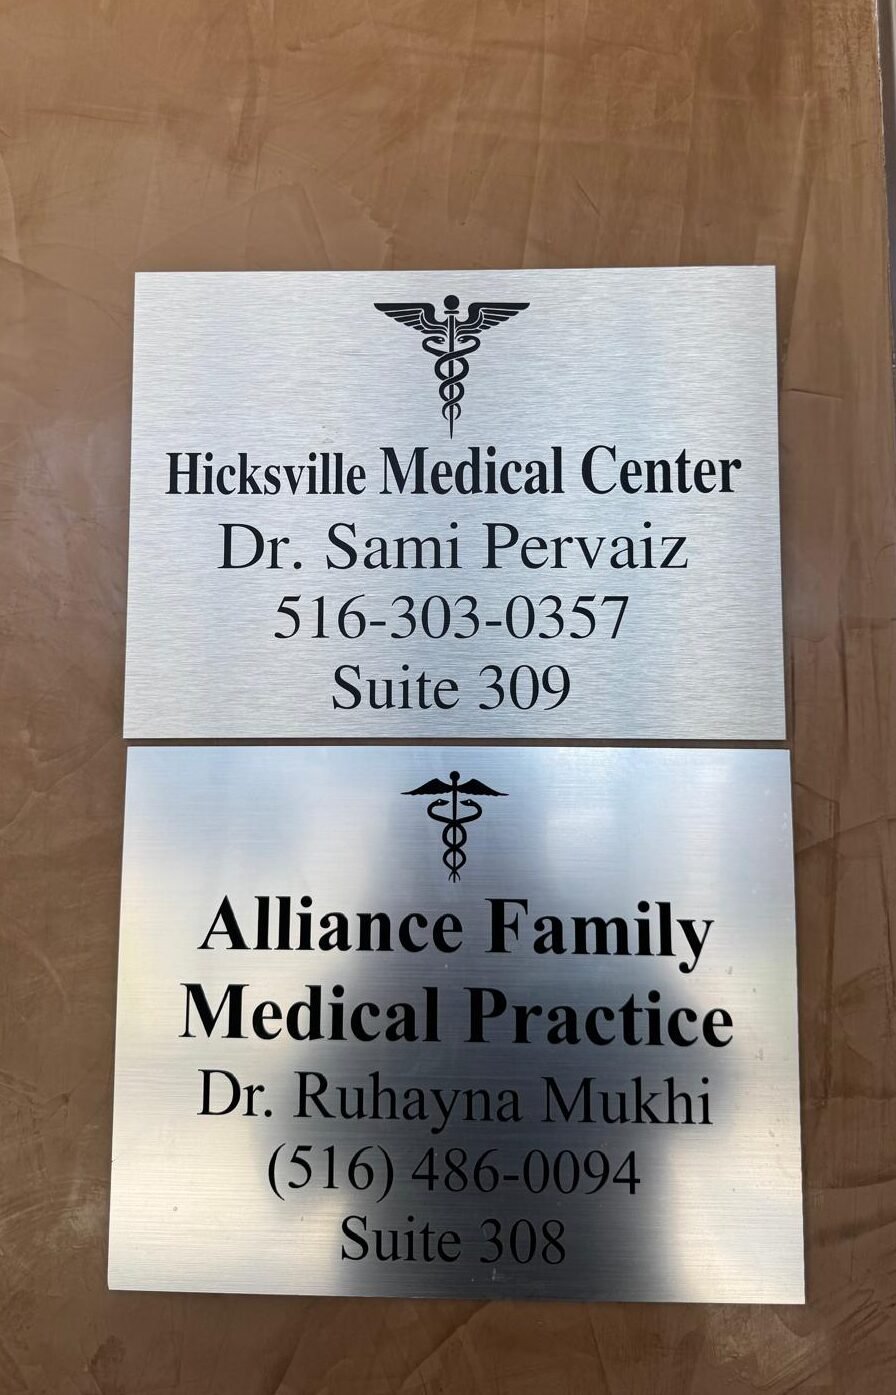 Hicksville Medical Center
Dr. Sami Pervaiz
516-303-0357
Suite 309
Alliance Family
Medical Practice
Dr. Ruhayna Mukhi
(516) 486-0094
Suite 308